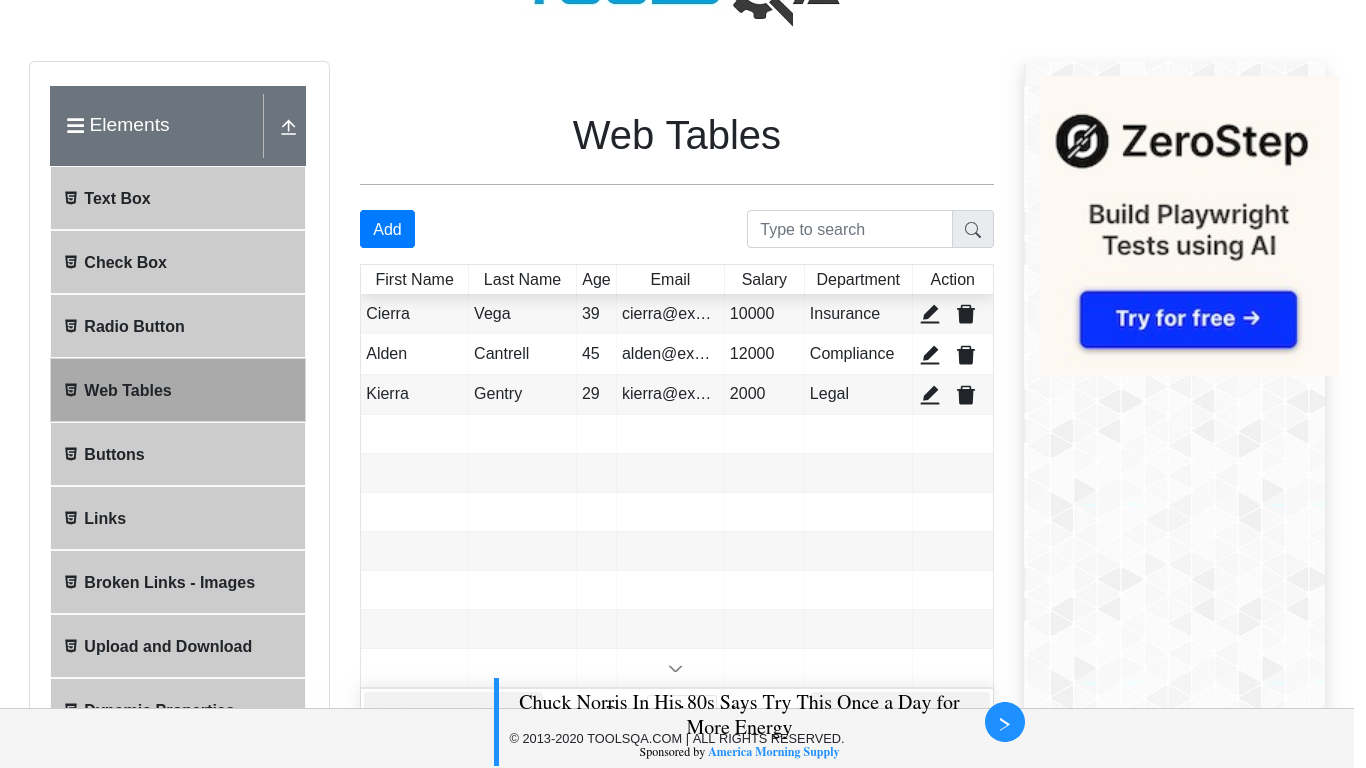 Elements
Text Box
Check Box
Radio Button
Web Tables
Buttons
Links
Broken Links - Images
Upload and Download
Dynamic Properties
Web Tables
Add
Type to search
First Name Last Name Age Email Salary Department Action
Cierra Vega 39 cierra@ex... 10000 Insurance
Alden Cantrell 45 alden@ex... 12000 Compliance
Kierra Gentry 29 kierra@ex... 2000 Legal
ZeroStep
Build Playwright
Tests using AI
Try for free →
Chuck Norris In His 80s Says Try This Once a Day for
More Energy
© 2013-2020 TOOLSQA.COM | ALL RIGHTS RESERVED.
Sponsored by America Morning Supply